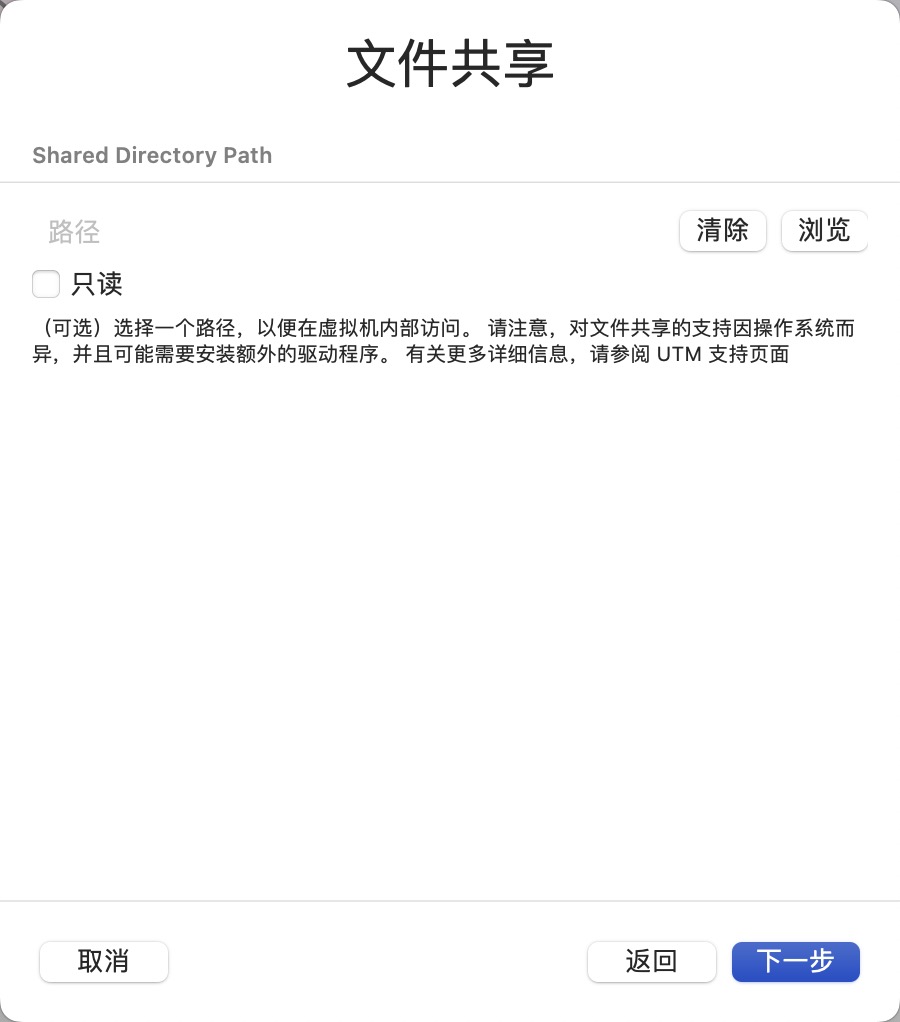 文件共享
Shared Directory Path
路径
清除
浏览
只读
（可选）选择一个路径，以便在虚拟机内部访问。 请注意，对文件共享的支持因操作系统而
异，并且可能需要安装额外的驱动程序。 有关更多详细信息，请参阅 UTM 支持页面
取消
返回
下一步